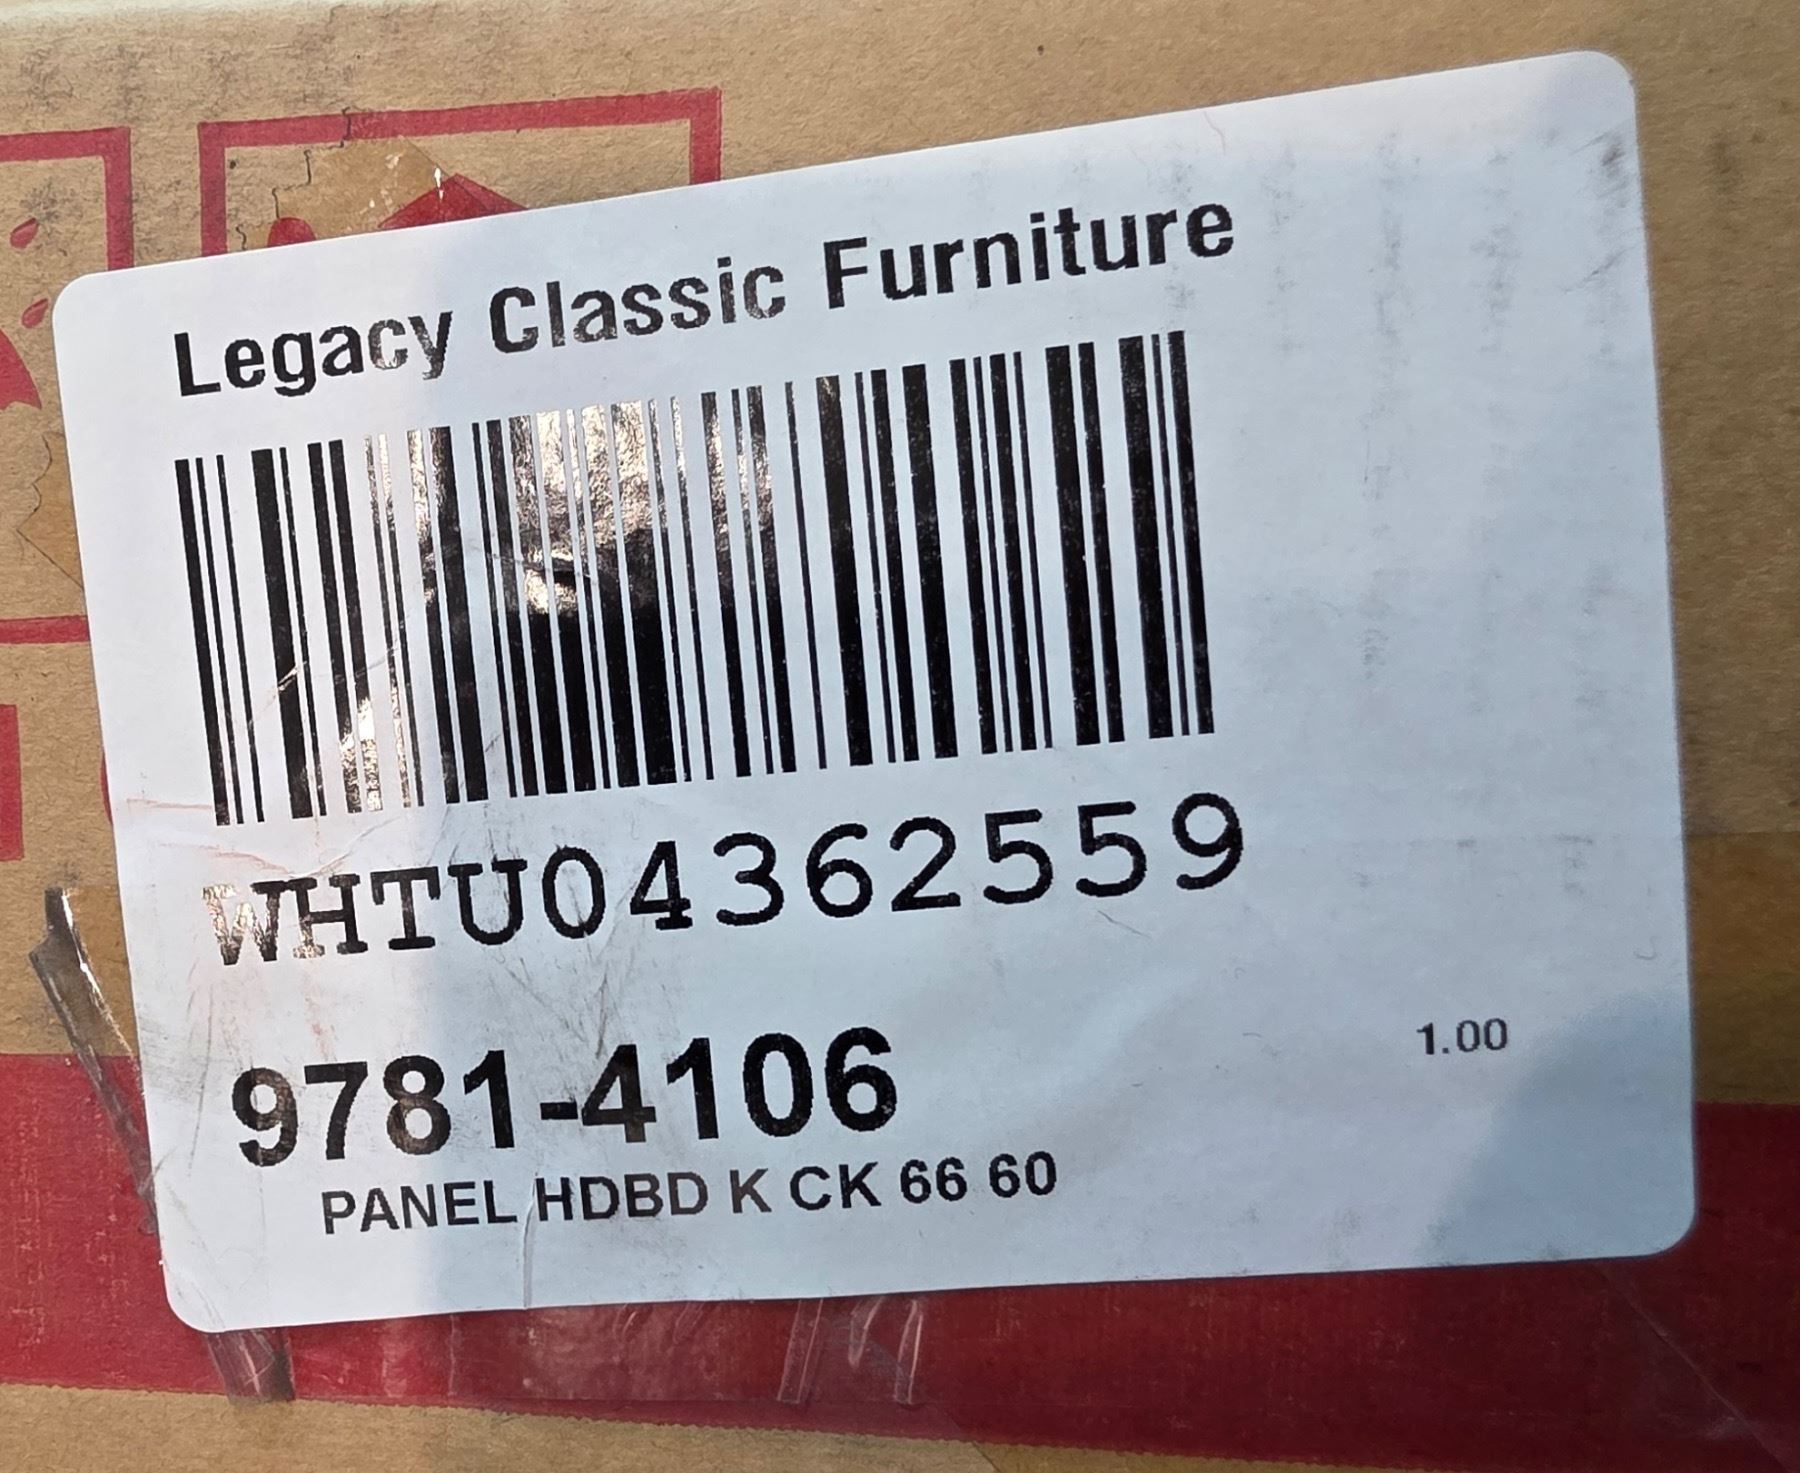 Legacy Classic Furniture
WHTU04362559
9781-4106
1.00
PANEL HDBD K CK 66 60